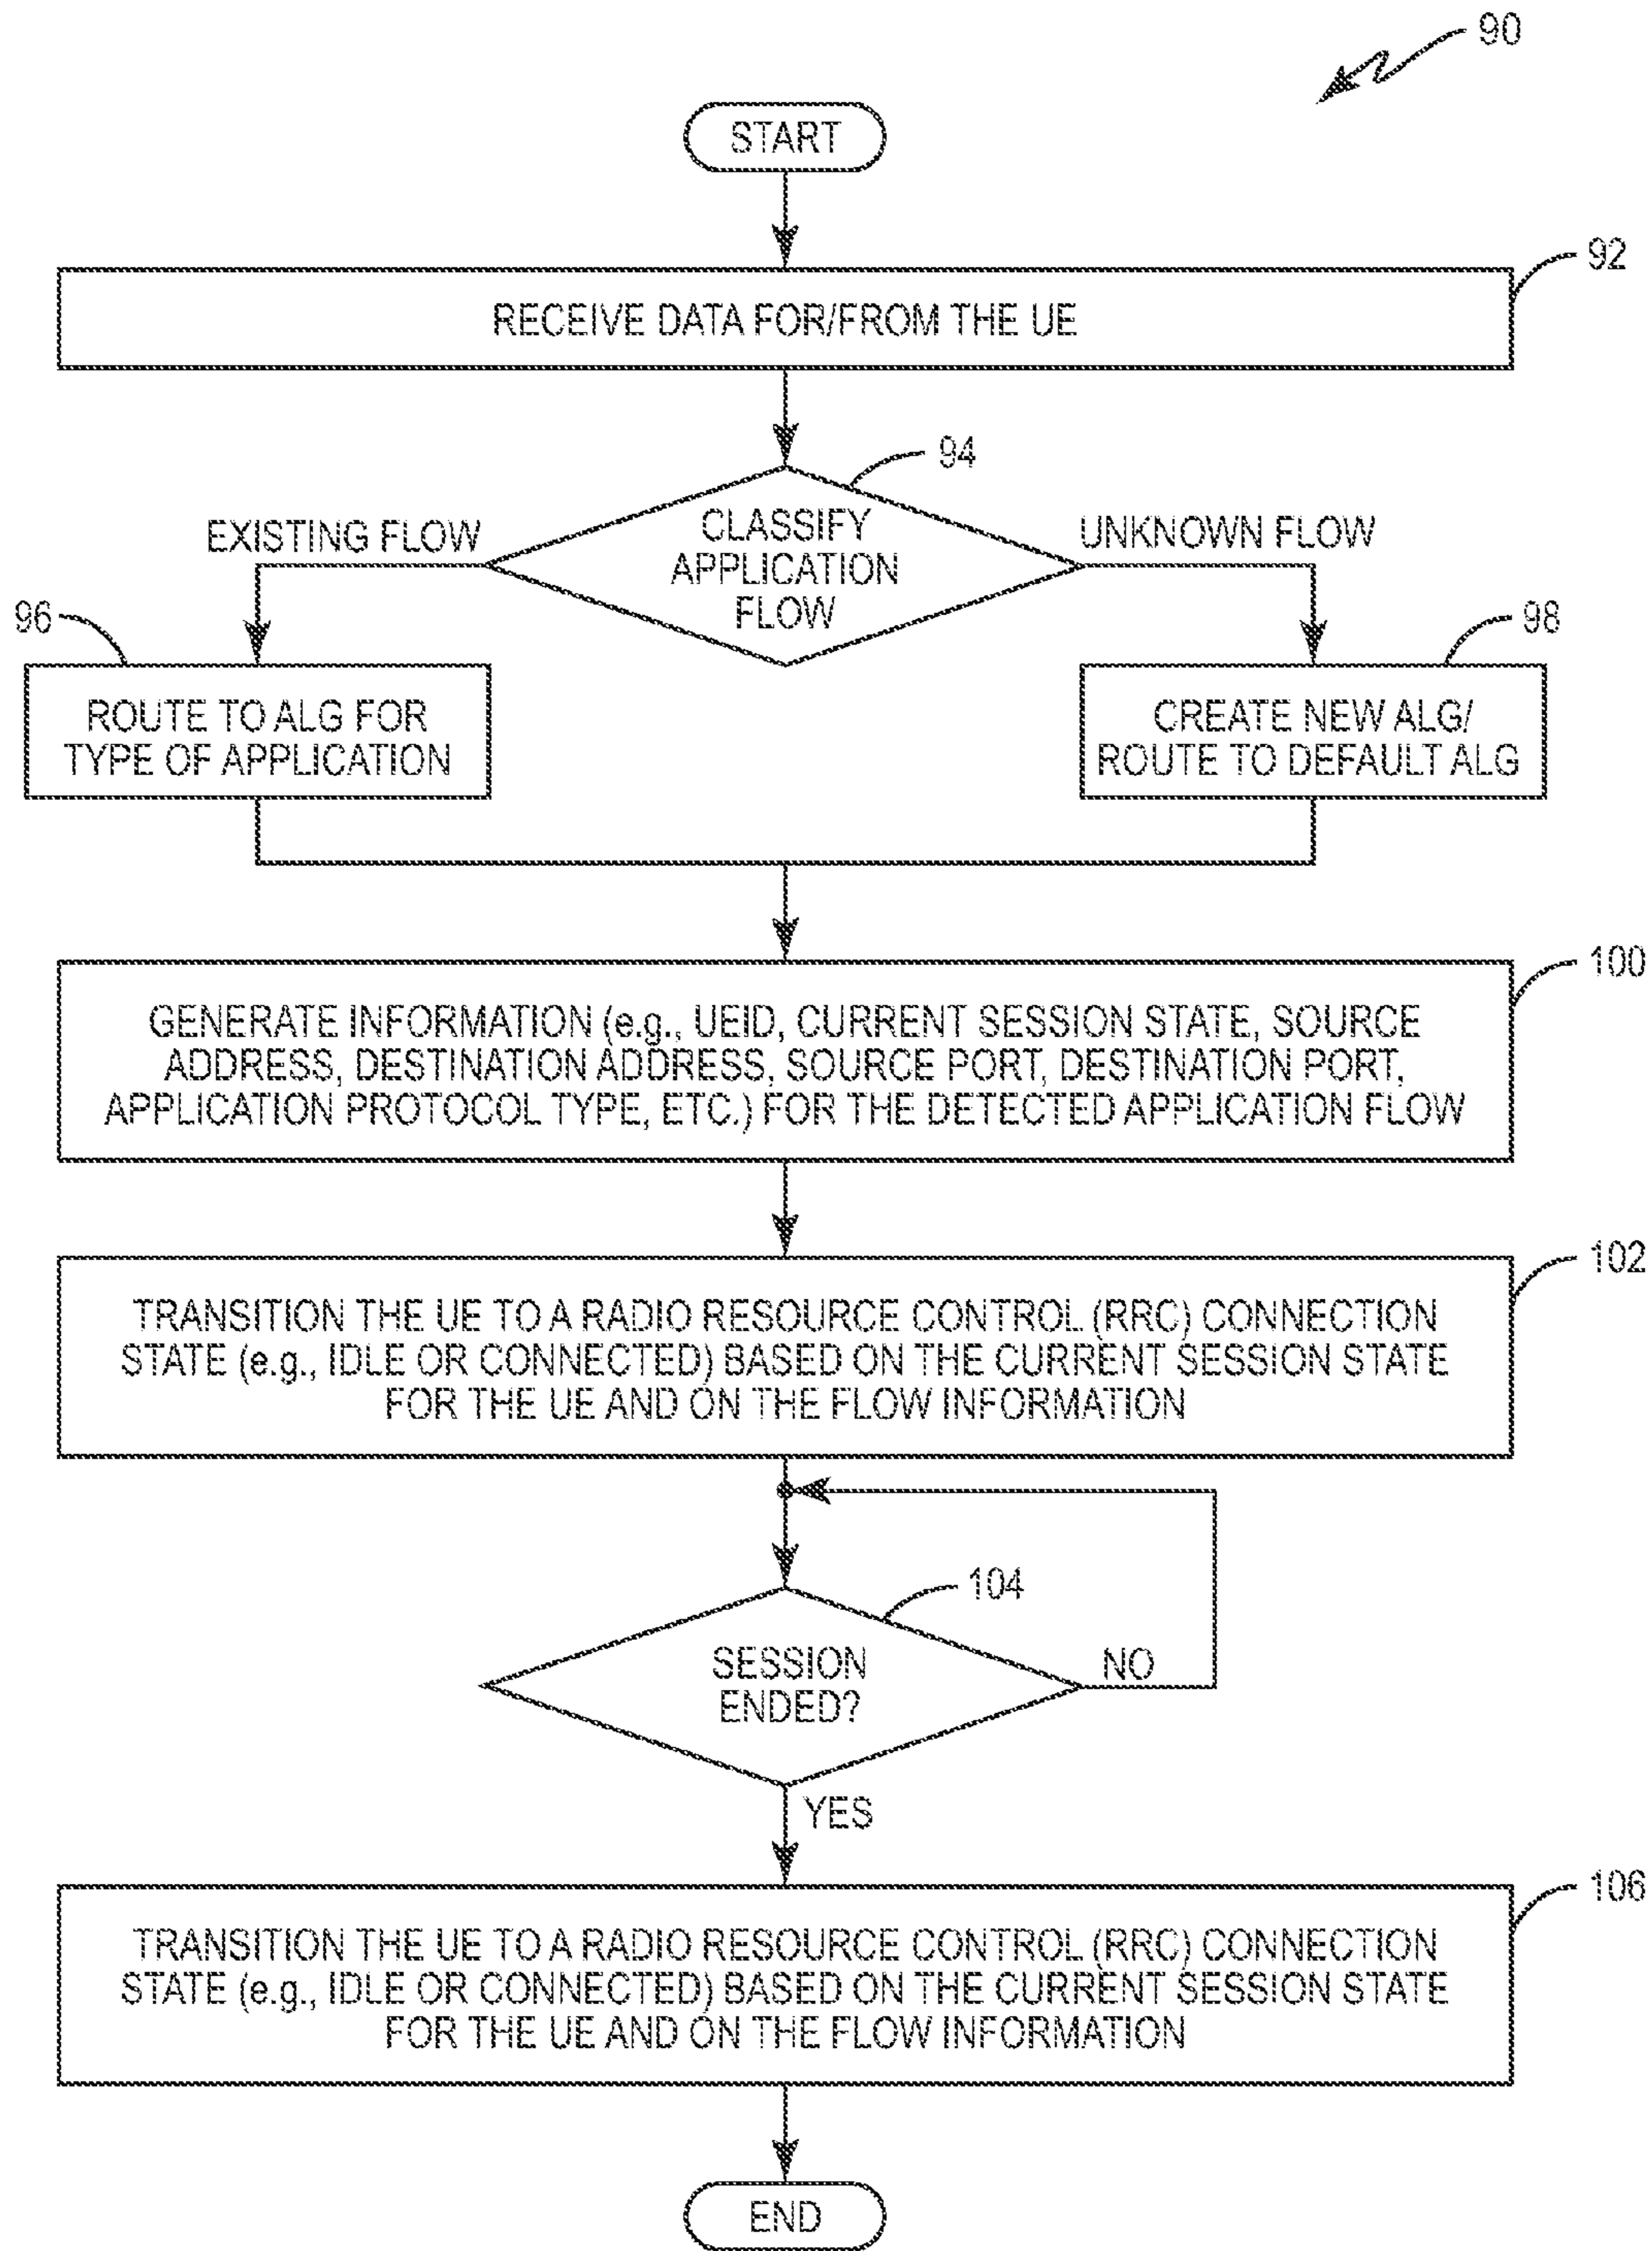 90
START
92
RECEIVE DATA FOR/FROM THE UE
94
CLASSIFY
APPLICATION
FLOW
EXISTING FLOW
UNKNOWN FLOW
96
ROUTE TO ALG FOR
TYPE OF APPLICATION
98
CREATE NEW ALG/
ROUTE TO DEFAULT ALG
100
GENERATE INFORMATION (e.g., UEID, CURRENT SESSION STATE, SOURCE
ADDRESS, DESTINATION ADDRESS, SOURCE PORT, DESTINATION PORT,
APPLICATION PROTOCOL TYPE, ETC.) FOR THE DETECTED APPLICATION FLOW
102
TRANSITION THE UE TO A RADIO RESOURCE CONTROL (RRC) CONNECTION
STATE (e.g., IDLE OR CONNECTED) BASED ON THE CURRENT SESSION STATE
FOR THE UE AND ON THE FLOW INFORMATION
104
SESSION
ENDED?
NO
YES
106
TRANSITION THE UE TO A RADIO RESOURCE CONTROL (RRC) CONNECTION
STATE (e.g., IDLE OR CONNECTED) BASED ON THE CURRENT SESSION STATE
FOR THE UE AND ON THE FLOW INFORMATION
END